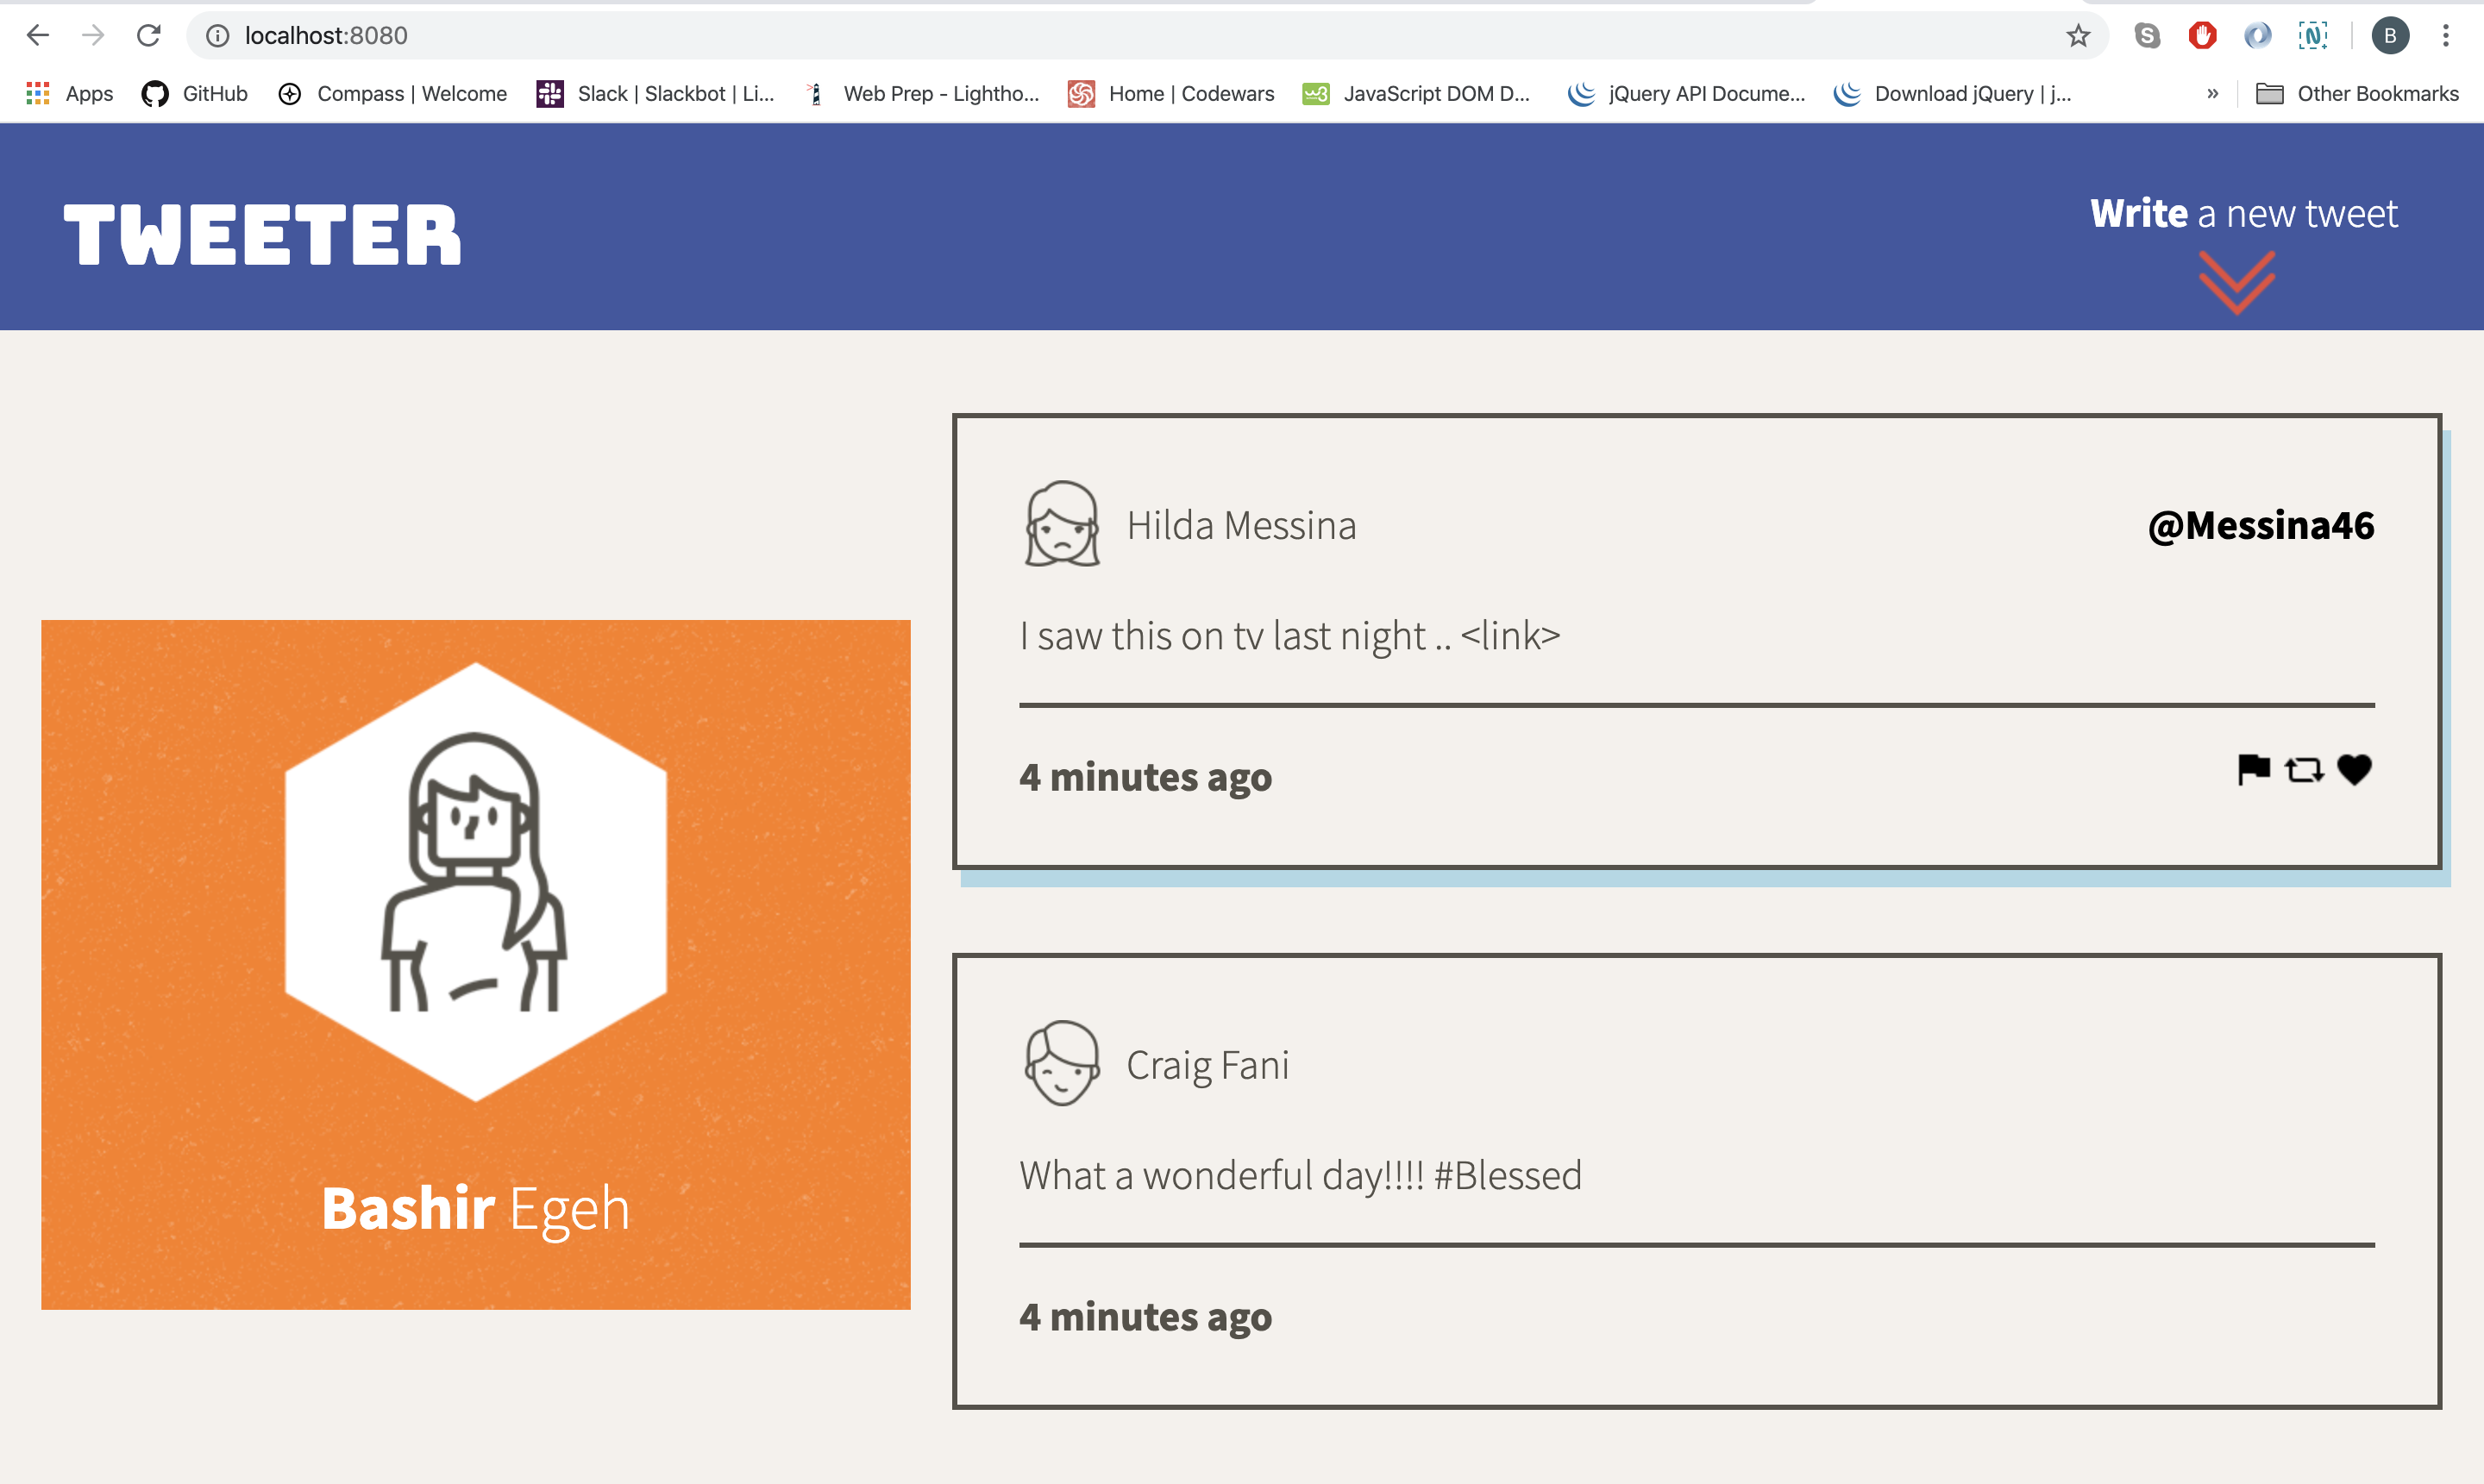 localhost:8080
B
Apps GitHub Compass | Welcome Slack | Slackbot | Li... Web Prep - Lightho... Home | Codewars JavaScript DOM D... jQuery API Docume... Download jQuery | j... » Other Bookmarks
TWEETER
Write a new tweet
Hilda Messina @Messina46
I saw this on tv last night .. <link>
4 minutes ago
Bashir Egeh
Craig Fani
What a wonderful day!!!! #Blessed
4 minutes ago